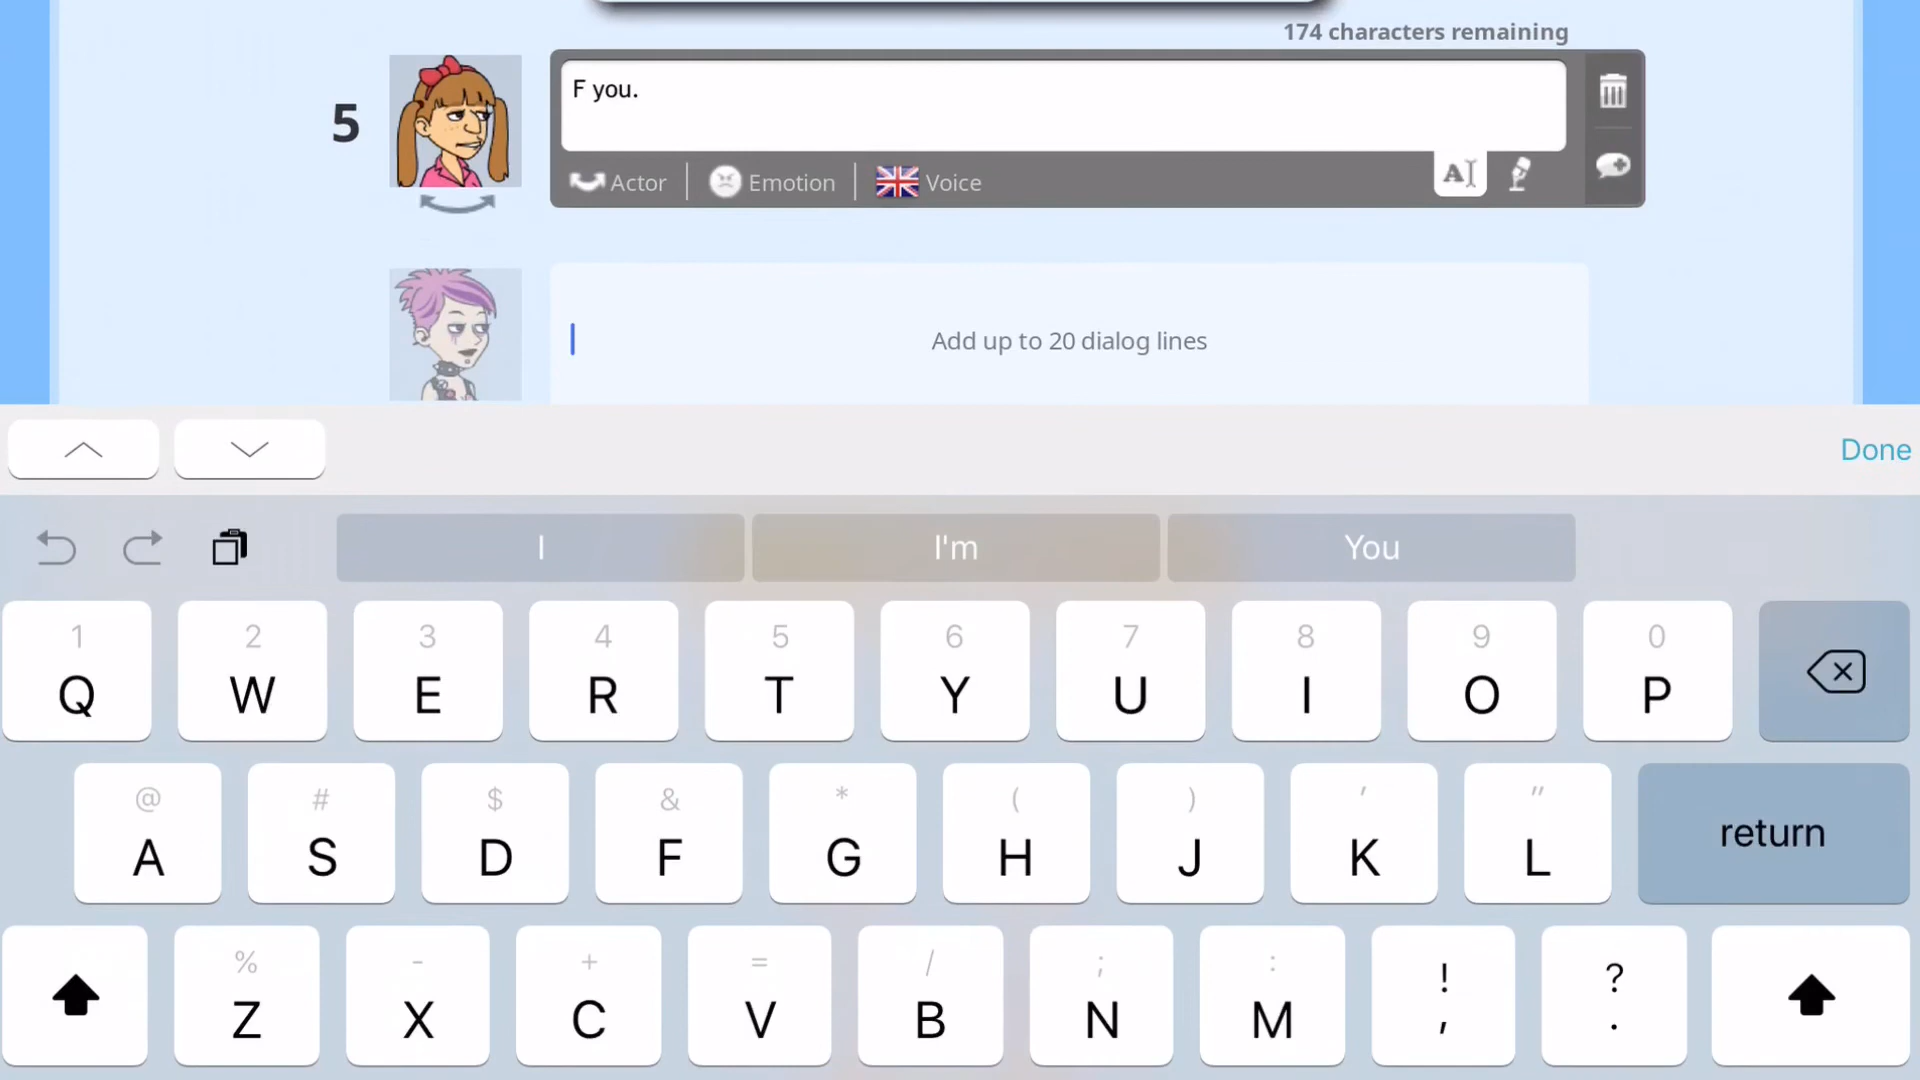 174 characters remaining
5
F you.
Actor
Emotion
Voice
A
Add up to 20 dialog lines
Done
I
I'm
You
1 2 3 4 5 6 7 8 9 0
Q W E R T Y U I O P
@ # $ & * ( ) ' "
A S D F G H J K L
return
% - + = / ; : ! ?
Z X C V B N M , .